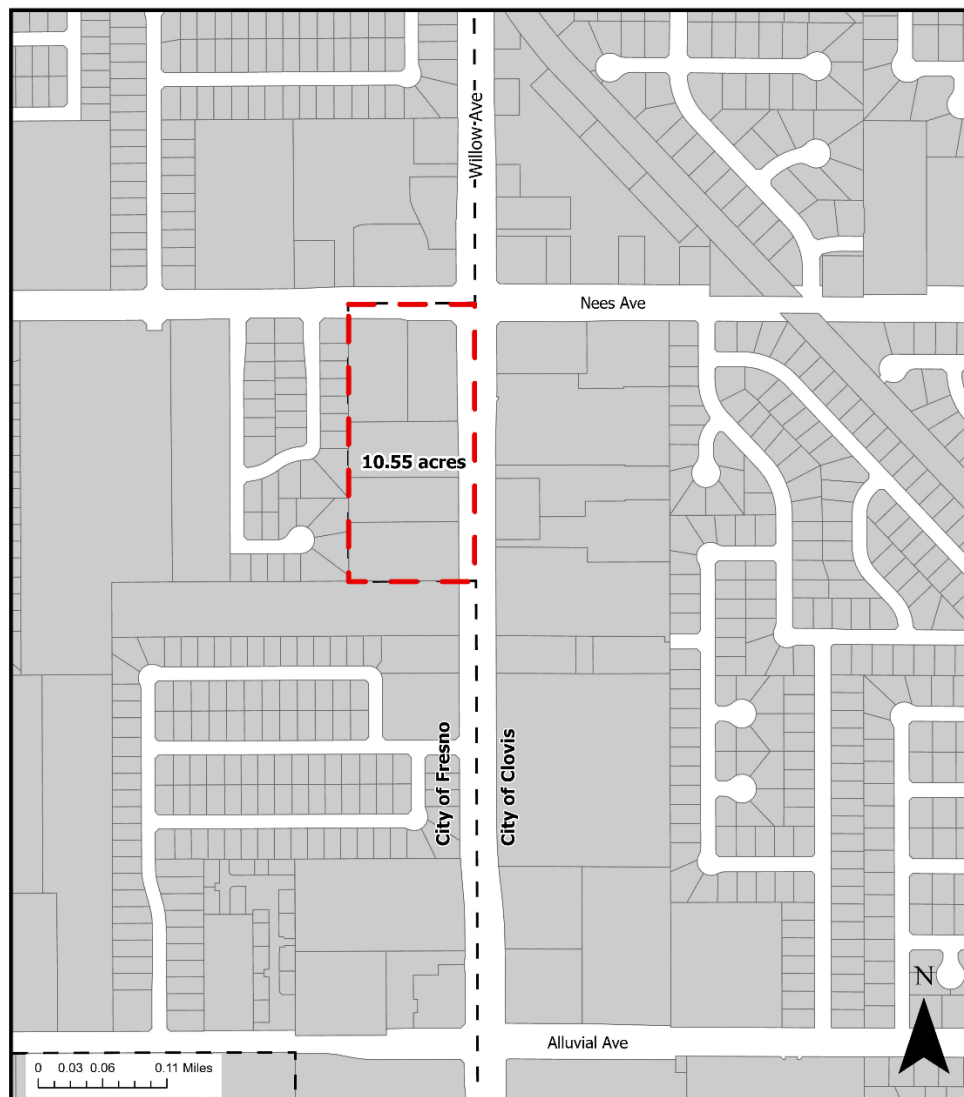 Willow Ave
Nees Ave
10.55 acres
City of Fresno
City of Clovis
N
Alluvial Ave
0 0.03 0.06 0.11 Miles